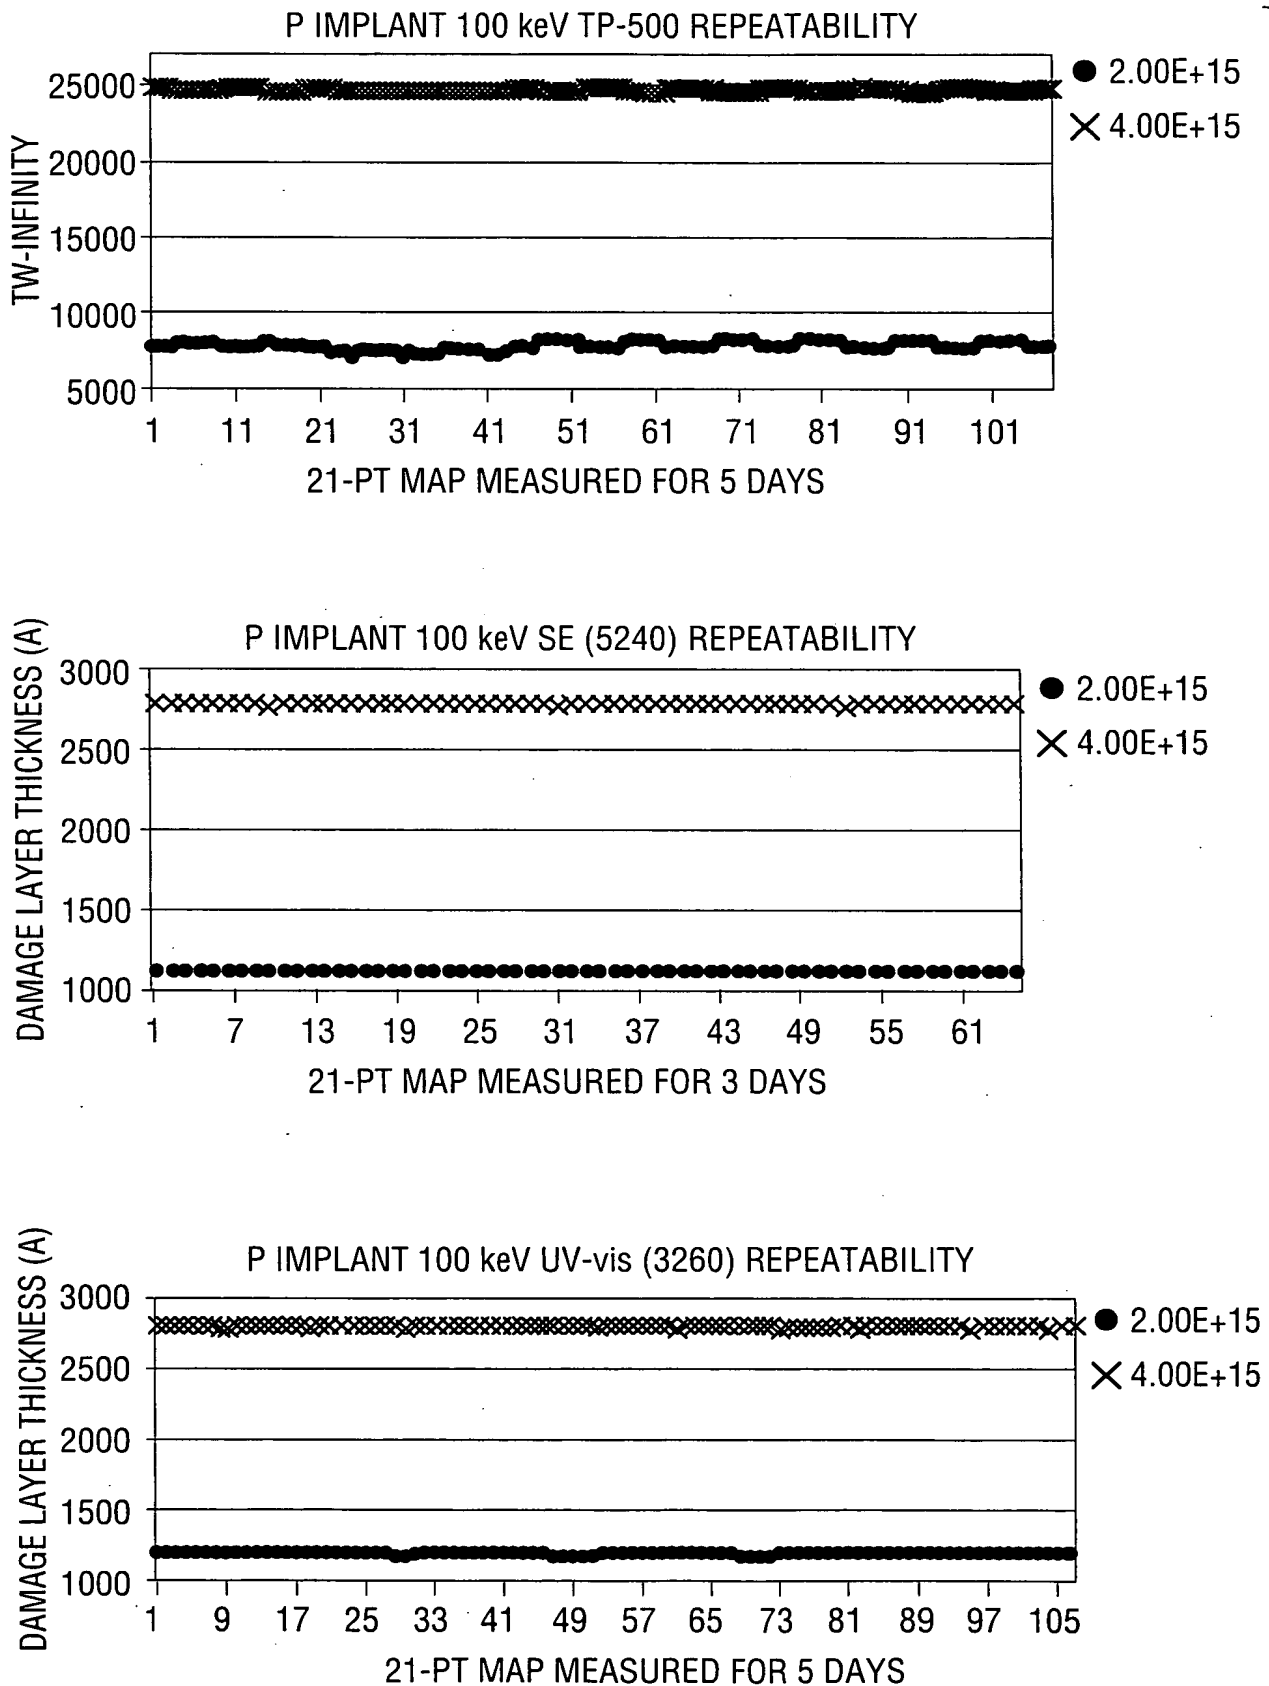 P IMPLANT 100 keV TP-500 REPEATABILITY
TW-INFINITY
25000
20000
15000
10000
5000
1 11 21 31 41 51 61 71 81 91 101
21-PT MAP MEASURED FOR 5 DAYS
2.00E+15
4.00E+15
P IMPLANT 100 keV SE (5240) REPEATABILITY
DAMAGE LAYER THICKNESS (A)
3000
2500
2000
1500
1000
1 7 13 19 25 31 37 43 49 55 61
21-PT MAP MEASURED FOR 3 DAYS
2.00E+15
4.00E+15
P IMPLANT 100 keV UV-vis (3260) REPEATABILITY
DAMAGE LAYER THICKNESS (A)
3000
2500
2000
1500
1000
1 9 17 25 33 41 49 57 65 73 81 89 97 105
21-PT MAP MEASURED FOR 5 DAYS
2.00E+15
4.00E+15